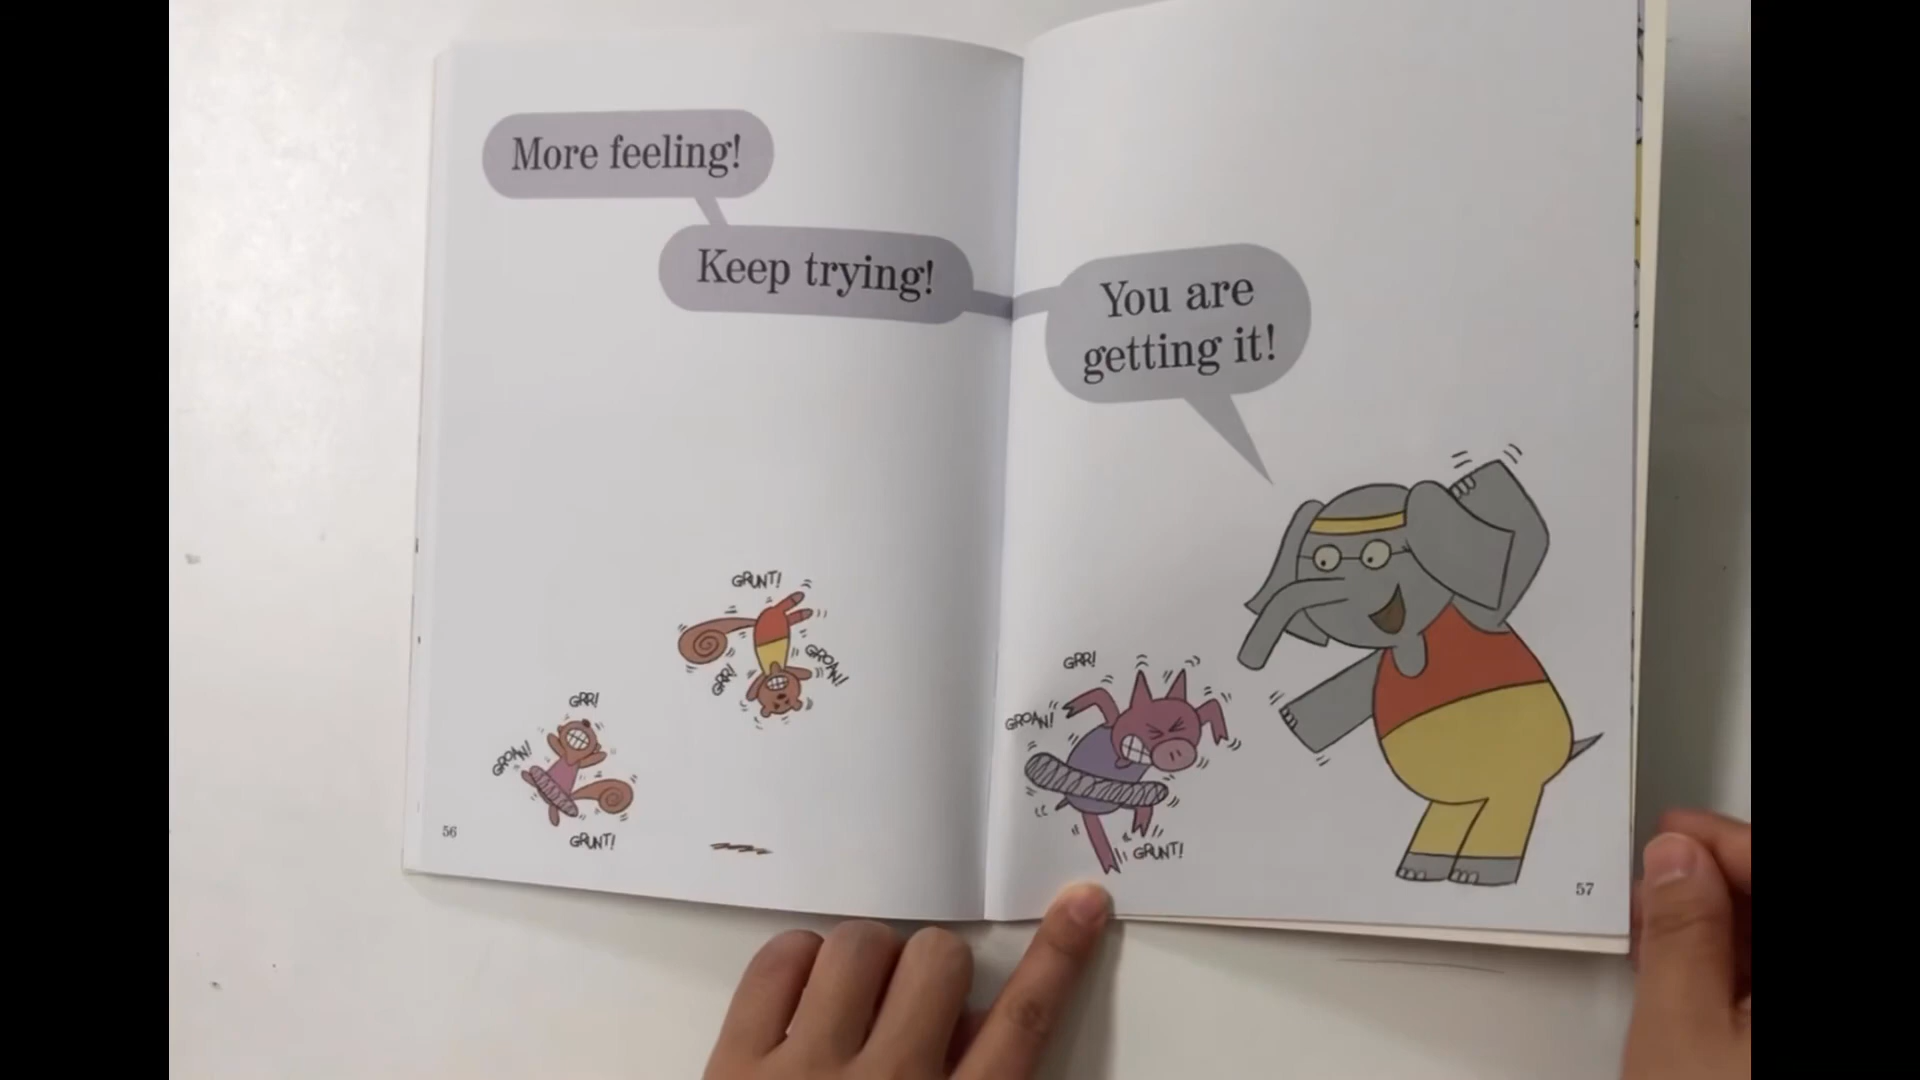 More feeling!
Keep trying!
You are
getting it!
GRUNT!
GRR!
GROAN!
GRR!
GROAN!
GRUNT!
GRR!
GROAN!
GRUNT!
56
57